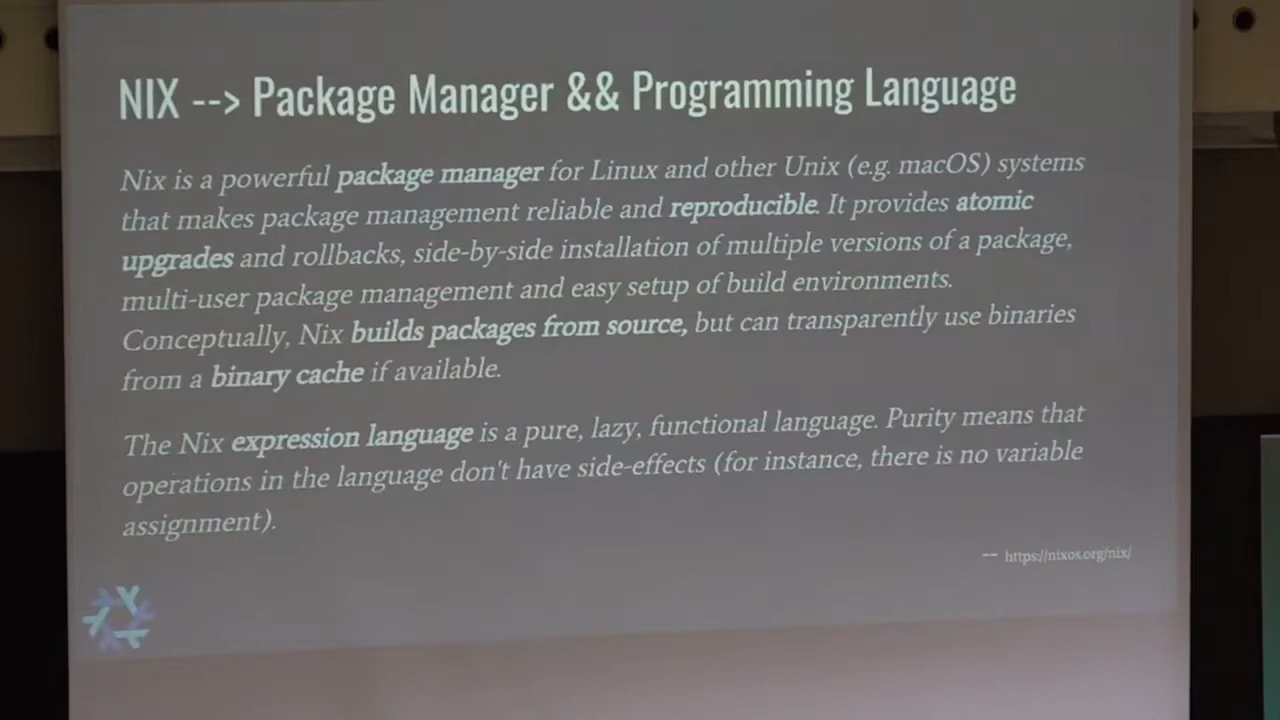 NIX --> Package Manager && Programming Language
Nix is a powerful package manager for Linux and other Unix (e.g. macOS) systems
that makes package management reliable and reproducible. It provides atomic
upgrades and rollbacks, side-by-side installation of multiple versions of a package,
multi-user package management and easy setup of build environments.
Conceptually, Nix builds packages from source, but can transparently use binaries
from a binary cache if available.
The Nix expression language is a pure, lazy, functional language. Purity means that
operations in the language don't have side-effects (for instance, there is no variable
assignment).
-- https://nixos.org/nix/